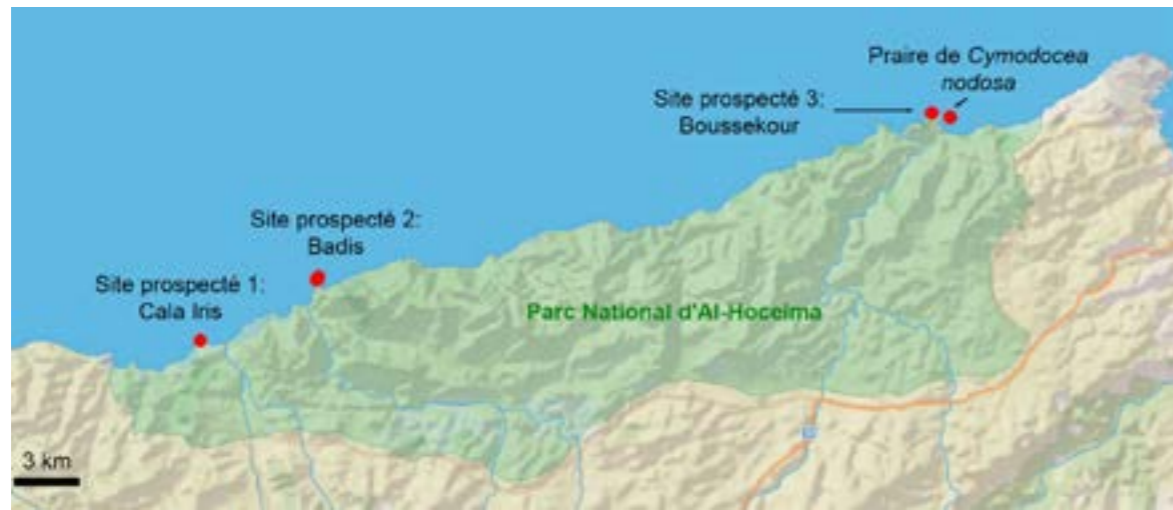 Praire de Cymodocea
nodosa
Site prospecté 3:
Boussekour
Site prospecté 2:
Badis
Site prospecté 1:
Cala Iris
Parc National d'Al-Hoceima
3 km